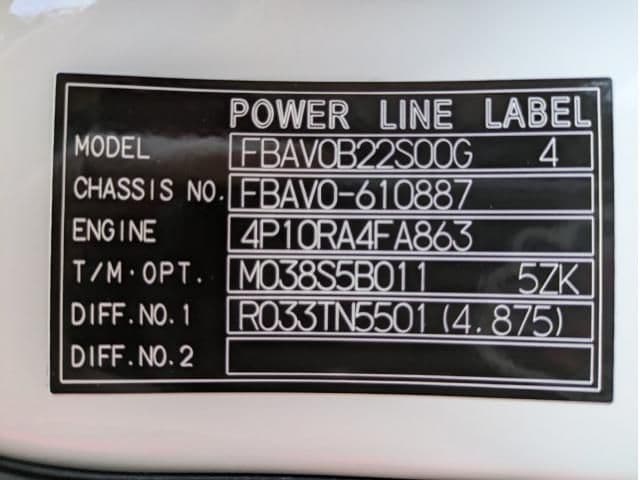 POWER LINE LABEL
MODEL FBAV0B22S00G 4
CHASSIS NO. FBAV0-610887
ENGINE 4P10RA4FA863
T/M·OPT. M038S5B011 5ZK
DIFF.NO.1 R033TN5501(4.875)
DIFF.NO.2